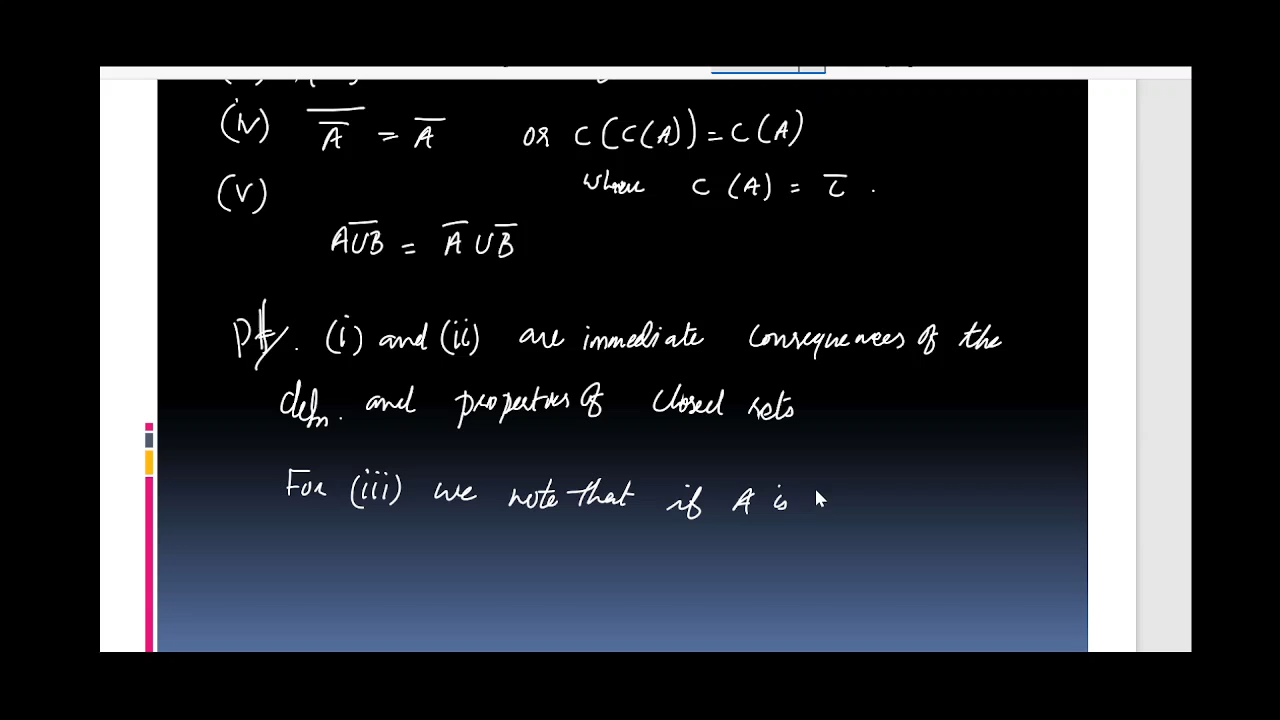 (iv) $\overline{\overline{A}} = \overline{A}$ or C(C(A)) = C(A)
(v) where C(A) = $\overline{C}$ .
$\overline{A \cup B} = \overline{A} \cup \overline{B}$
Pf. (i) and (ii) are immediate consequences of the
defn. and properties of closed sets
For (iii) we note that if A is